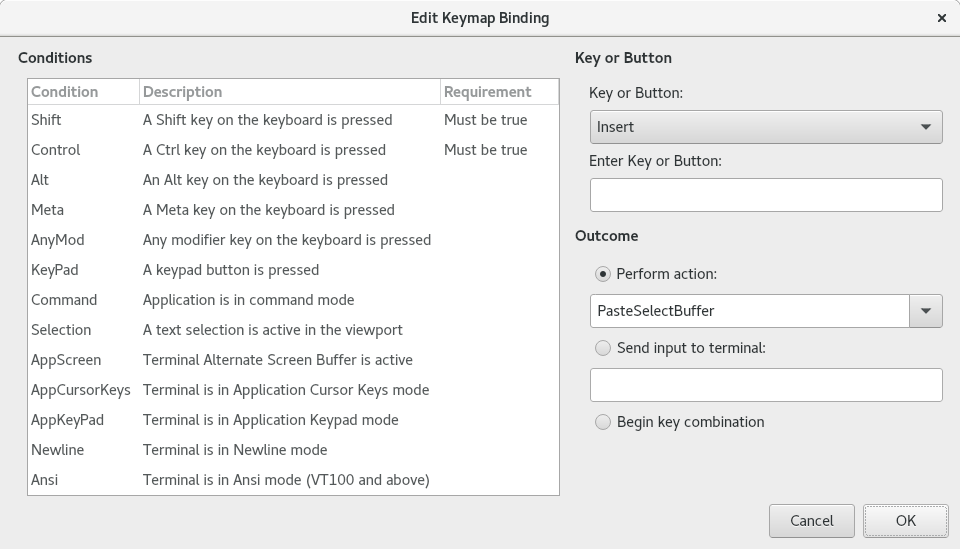 Edit Keymap Binding
Conditions
Condition Description Requirement
Shift A Shift key on the keyboard is pressed Must be true
Control A Ctrl key on the keyboard is pressed Must be true
Alt An Alt key on the keyboard is pressed
Meta A Meta key on the keyboard is pressed
AnyMod Any modifier key on the keyboard is pressed
KeyPad A keypad button is pressed
Command Application is in command mode
Selection A text selection is active in the viewport
AppScreen Terminal Alternate Screen Buffer is active
AppCursorKeys Terminal is in Application Cursor Keys mode
AppKeyPad Terminal is in Application Keypad mode
Newline Terminal is in Newline mode
Ansi Terminal is in Ansi mode (VT100 and above)
Key or Button
Key or Button:
Insert
Enter Key or Button:
Outcome
Perform action:
PasteSelectBuffer
Send input to terminal:
Begin key combination
Cancel OK